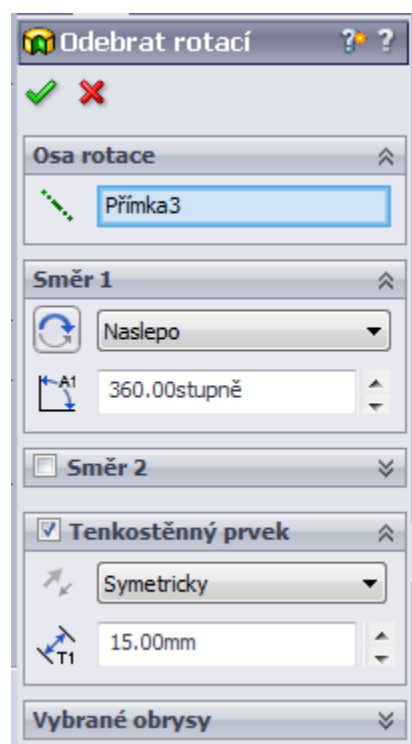 Odebrat rotací
? ?
Osa rotace
Přímka3
Směr 1
Naslepo
A1
360.00stupně
Směr 2
Tenkostěnný prvek
Symetricky
T1
15.00mm
Vybrané obrysy